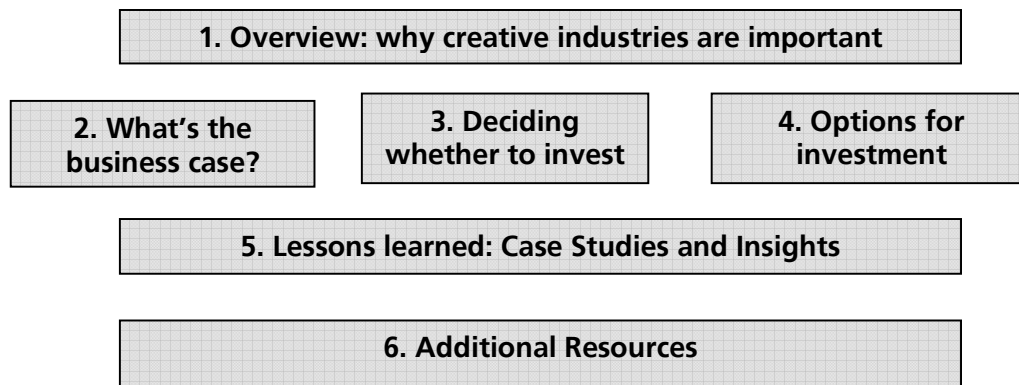 1. Overview: why creative industries are important
2. What's the
business case?
3. Deciding
whether to invest
4. Options for
investment
5. Lessons learned: Case Studies and Insights
6. Additional Resources